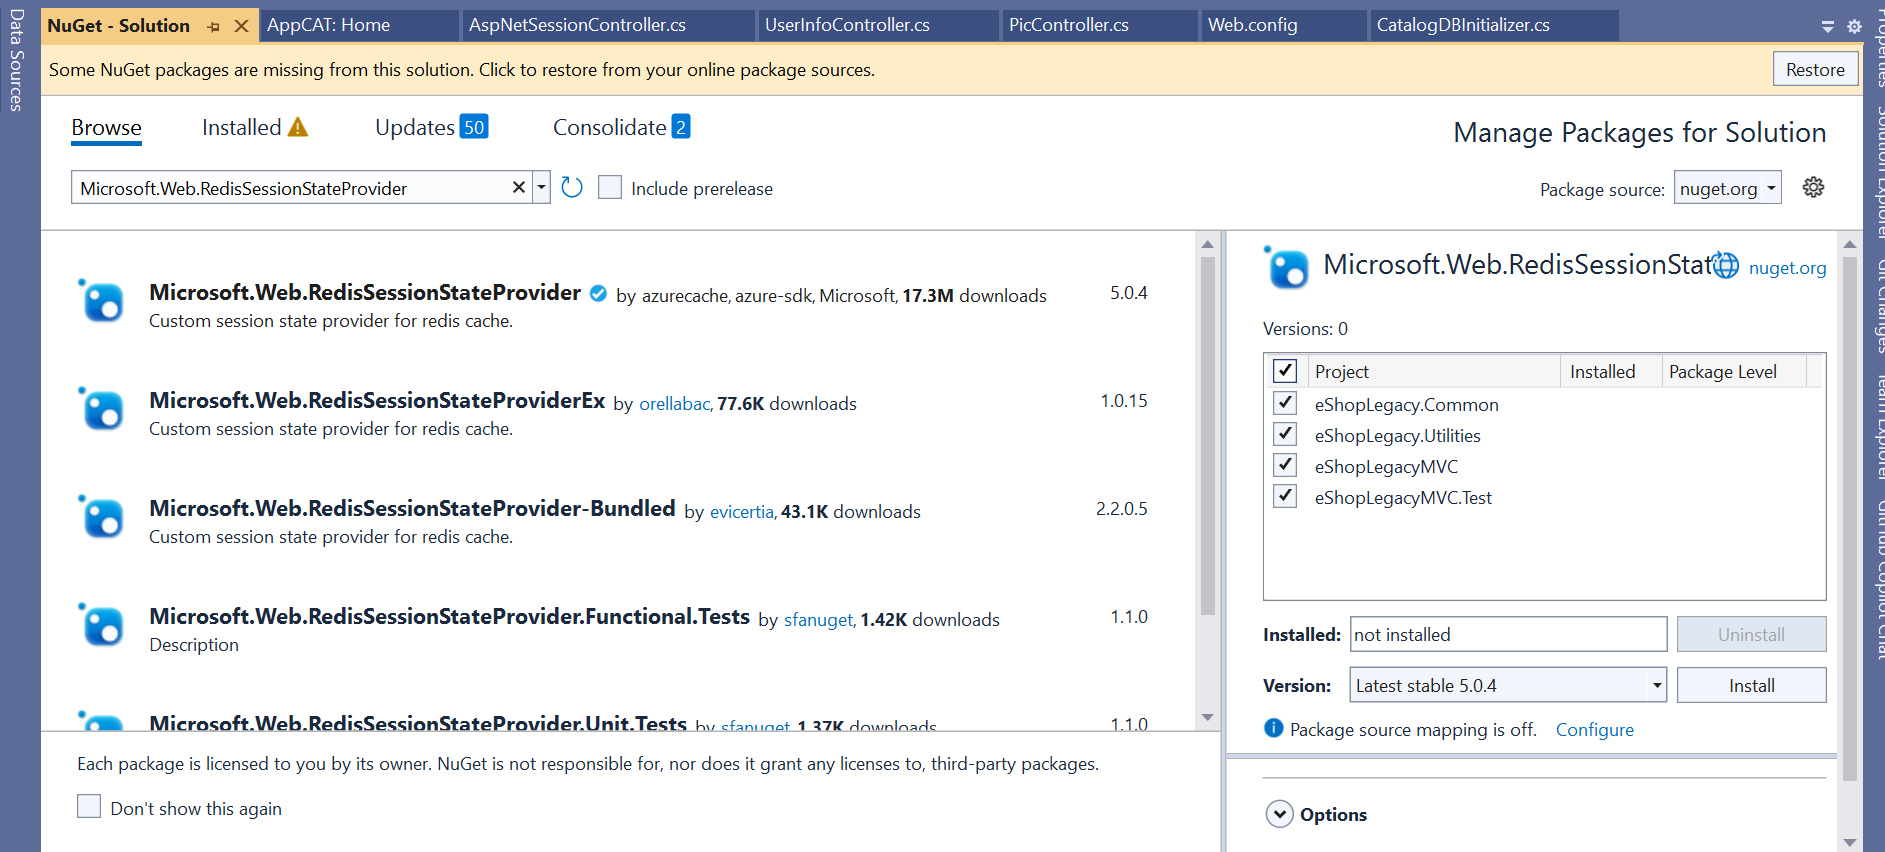 Data Sources
NuGet - Solution
AppCAT: Home
AspNetSessionController.cs
UserInfoController.cs
PicController.cs
Web.config
CatalogDBInitializer.cs
Some NuGet packages are missing from this solution. Click to restore from your online package sources.
Restore
Browse
Installed
Updates 50
Consolidate 2
Manage Packages for Solution
Microsoft.Web.RedisSessionStateProvider
Include prerelease
Package source: nuget.org
Microsoft.Web.RedisSessionStateProvider by azurecache, azure-sdk, Microsoft, 17.3M downloads 5.0.4
Custom session state provider for redis cache.
Microsoft.Web.RedisSessionStateProviderEx by orellabac, 77.6K downloads 1.0.15
Custom session state provider for redis cache.
Microsoft.Web.RedisSessionStateProvider-Bundled by evicertia, 43.1K downloads 2.2.0.5
Custom session state provider for redis cache.
Microsoft.Web.RedisSessionStateProvider.Functional.Tests by sfanuget, 1.42K downloads 1.1.0
Description
Microsoft.Web.RedisSessionStateProvider.Unit.Tests by sfanuget, 1.37K downloads 1.1.0
Each package is licensed to you by its owner. NuGet is not responsible for, nor does it grant any licenses to, third-party packages.
Don't show this again
Microsoft.Web.RedisSessionStat nuget.org
Versions: 0
Project Installed Package Level
eShopLegacy.Common
eShopLegacy.Utilities
eShopLegacyMVC
eShopLegacyMVC.Test
Installed: not installed Uninstall
Version: Latest stable 5.0.4 Install
Package source mapping is off. Configure
Options
Properties
Solution Explorer
Git Changes
Team Explorer
GitHub Copilot Chat